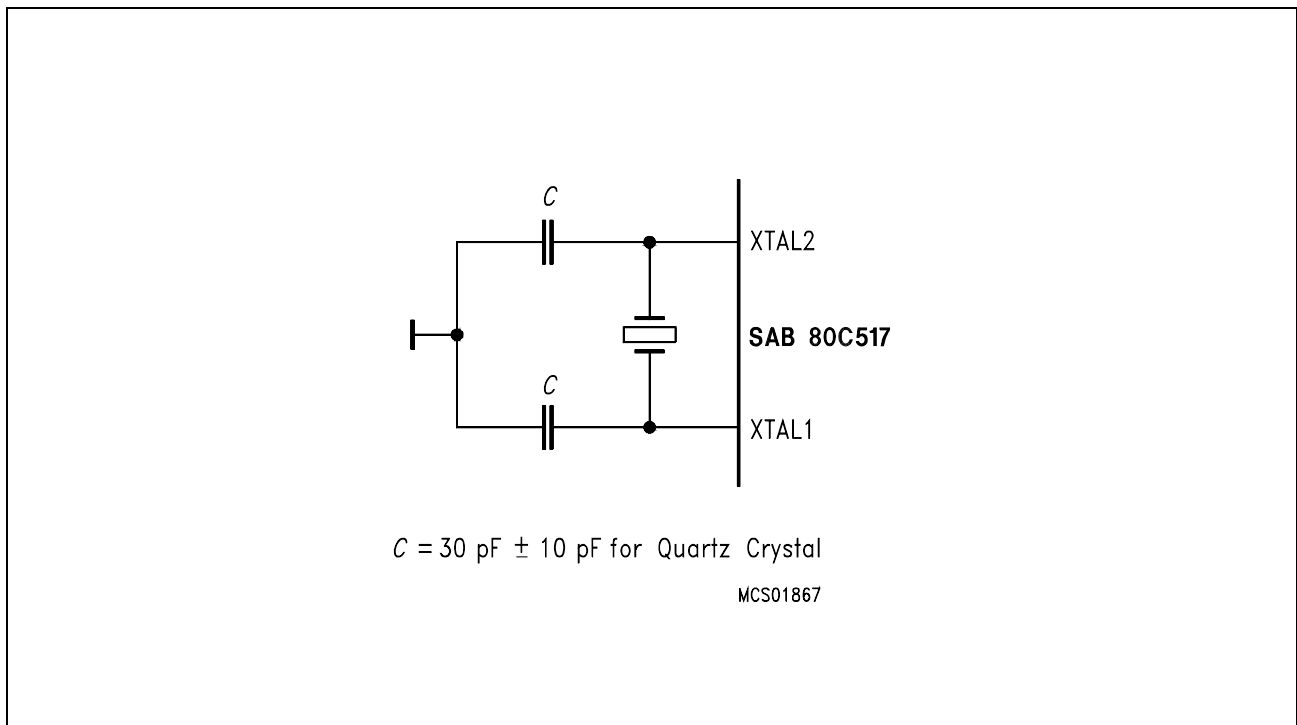 C
XTAL2
SAB 80C517
C
XTAL1
C = 30 pF ± 10 pF for Quartz Crystal
MCS01867